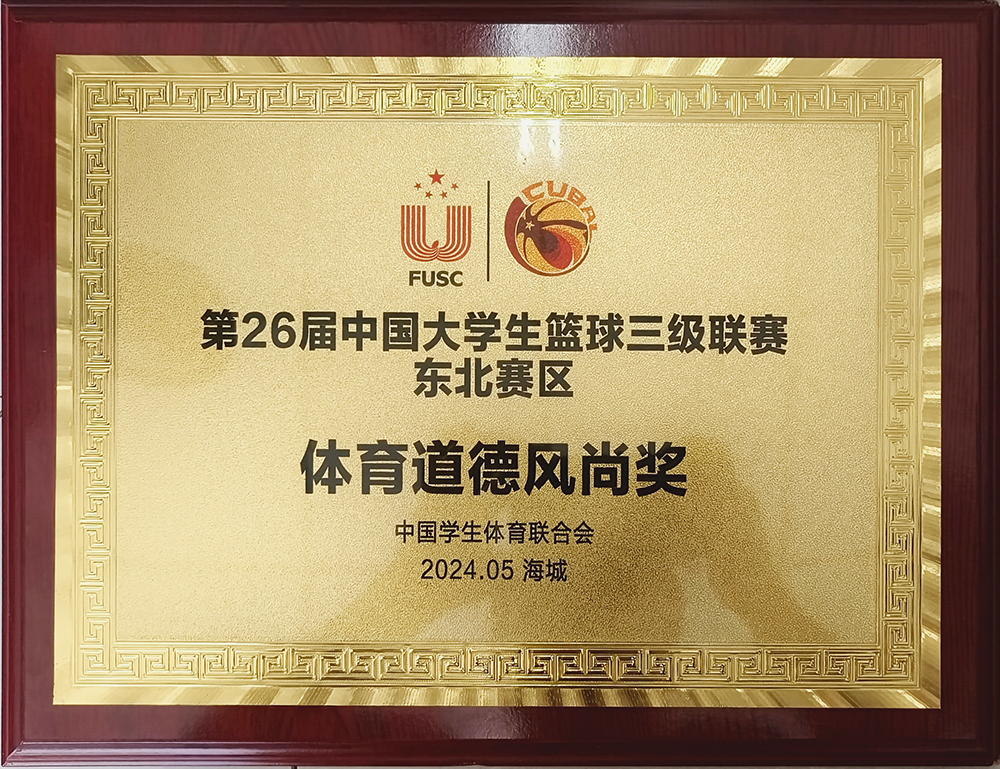 CUBAL
FUSC
第26届中国大学生篮球三级联赛
东北赛区
体育道德风尚奖
中国学生体育联合会
2024.05 海城